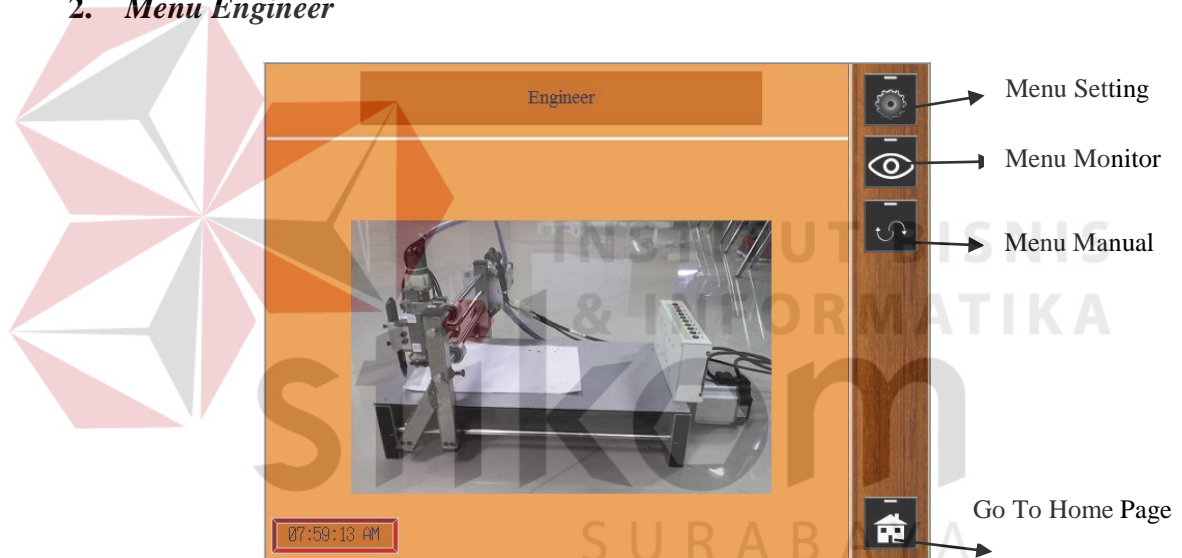 2. Menu Engineer
Engineer
Menu Setting
Menu Monitor
Menu Manual
INSTITUT BISNIS
& INFORMATIKA
stikom
SURABAYA
Go To Home Page
07:59:13 AM